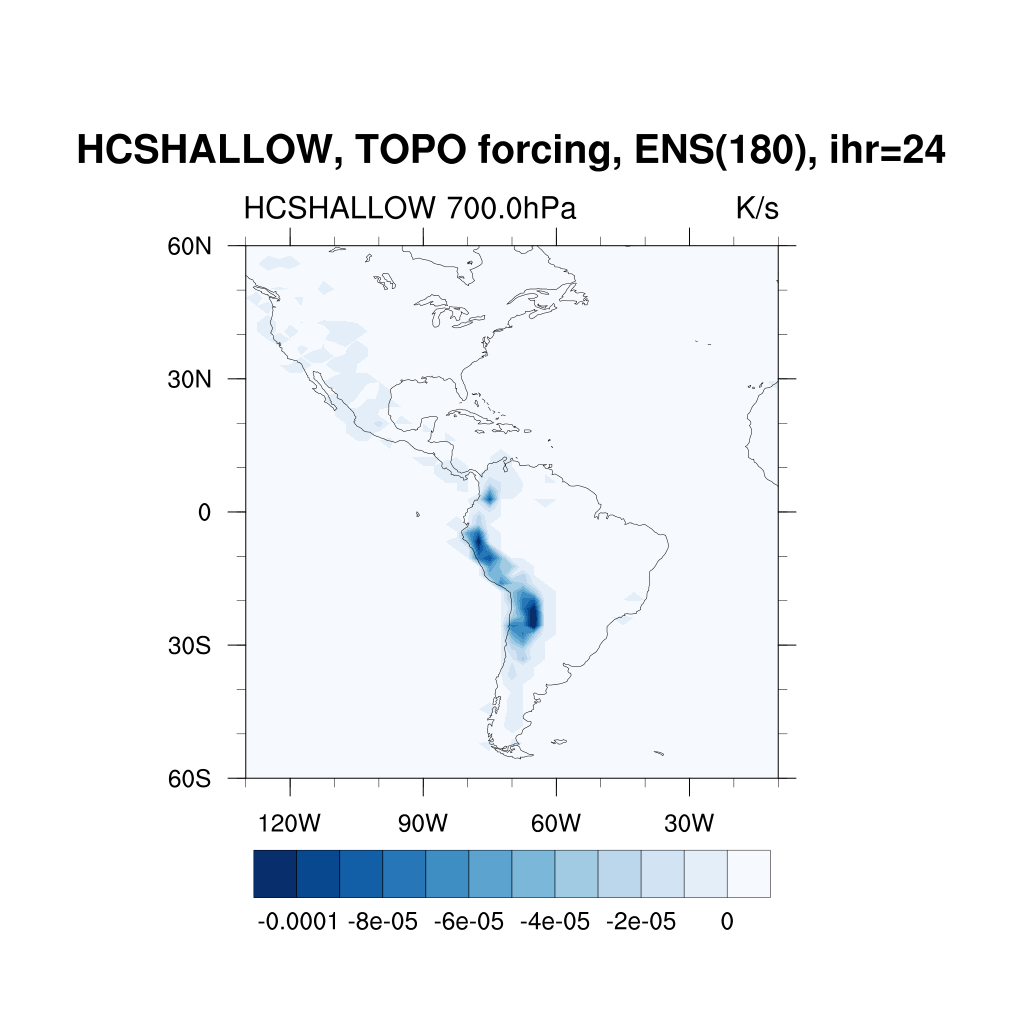 HCSHALLOW, TOPO forcing, ENS(180), ihr=24
HCSHALLOW 700.0hPa K/s
60N
30N
0
30S
60S
120W 90W 60W 30W
-0.0001 -8e-05 -6e-05 -4e-05 -2e-05 0